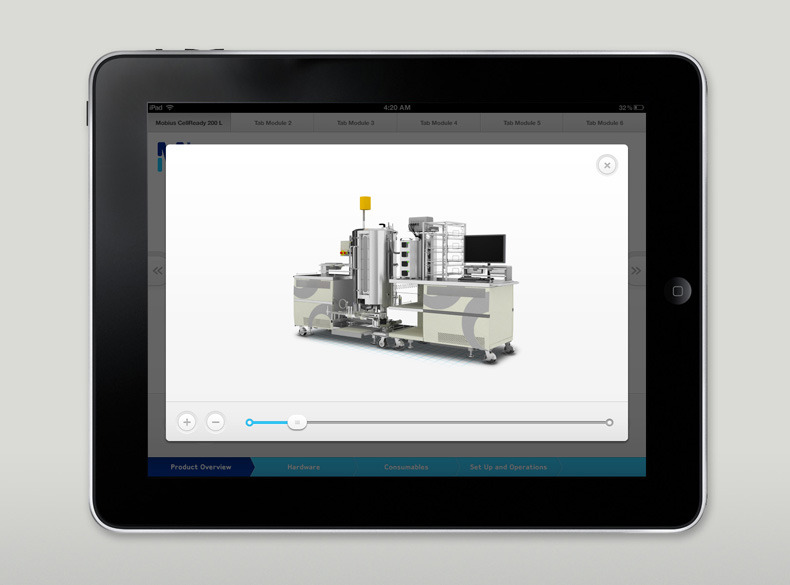 iPad
4:20 AM
32%
Mobius CellReady 200 L
Tab Module 2
Tab Module 3
Tab Module 4
Tab Module 5
Tab Module 6
Product Overview
Hardware
Consumables
Set Up and Operations